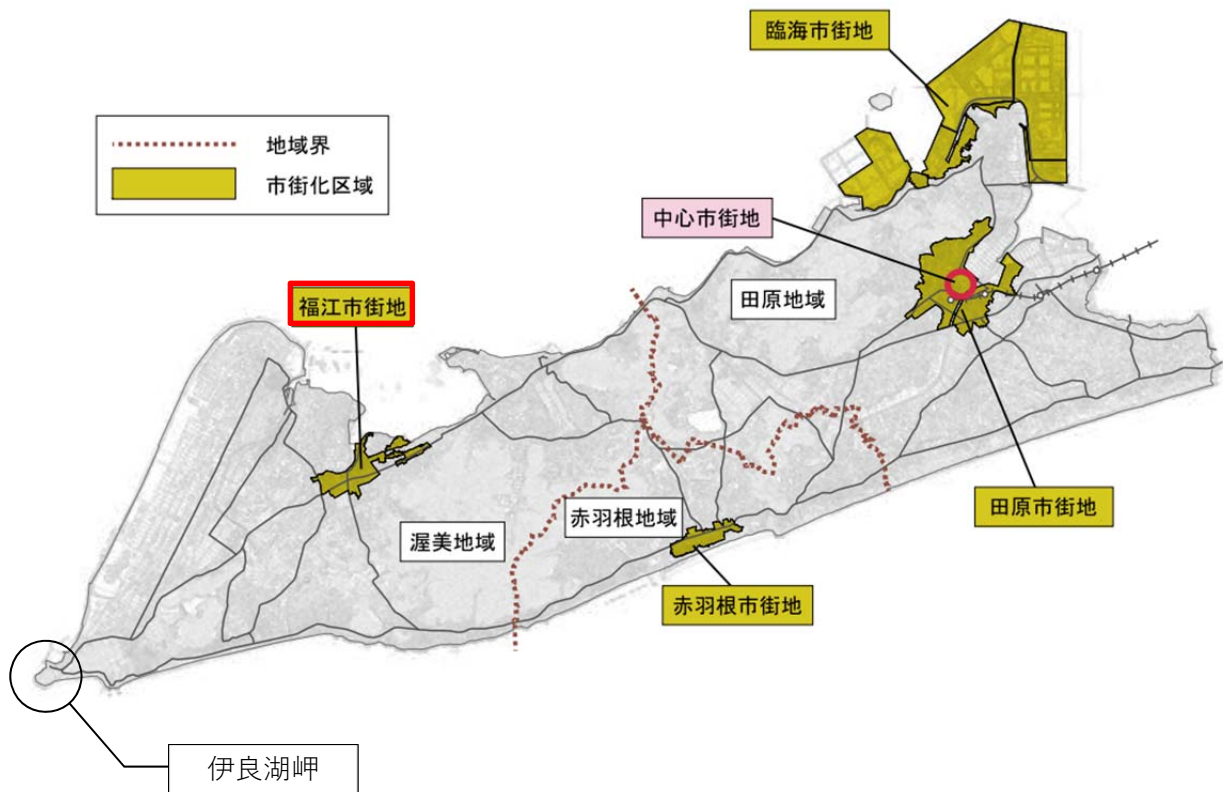 臨海市街地
地域界
市街化区域
中心市街地
田原地域
福江市街地
田原市街地
赤羽根地域
渥美地域
赤羽根市街地
伊良湖岬